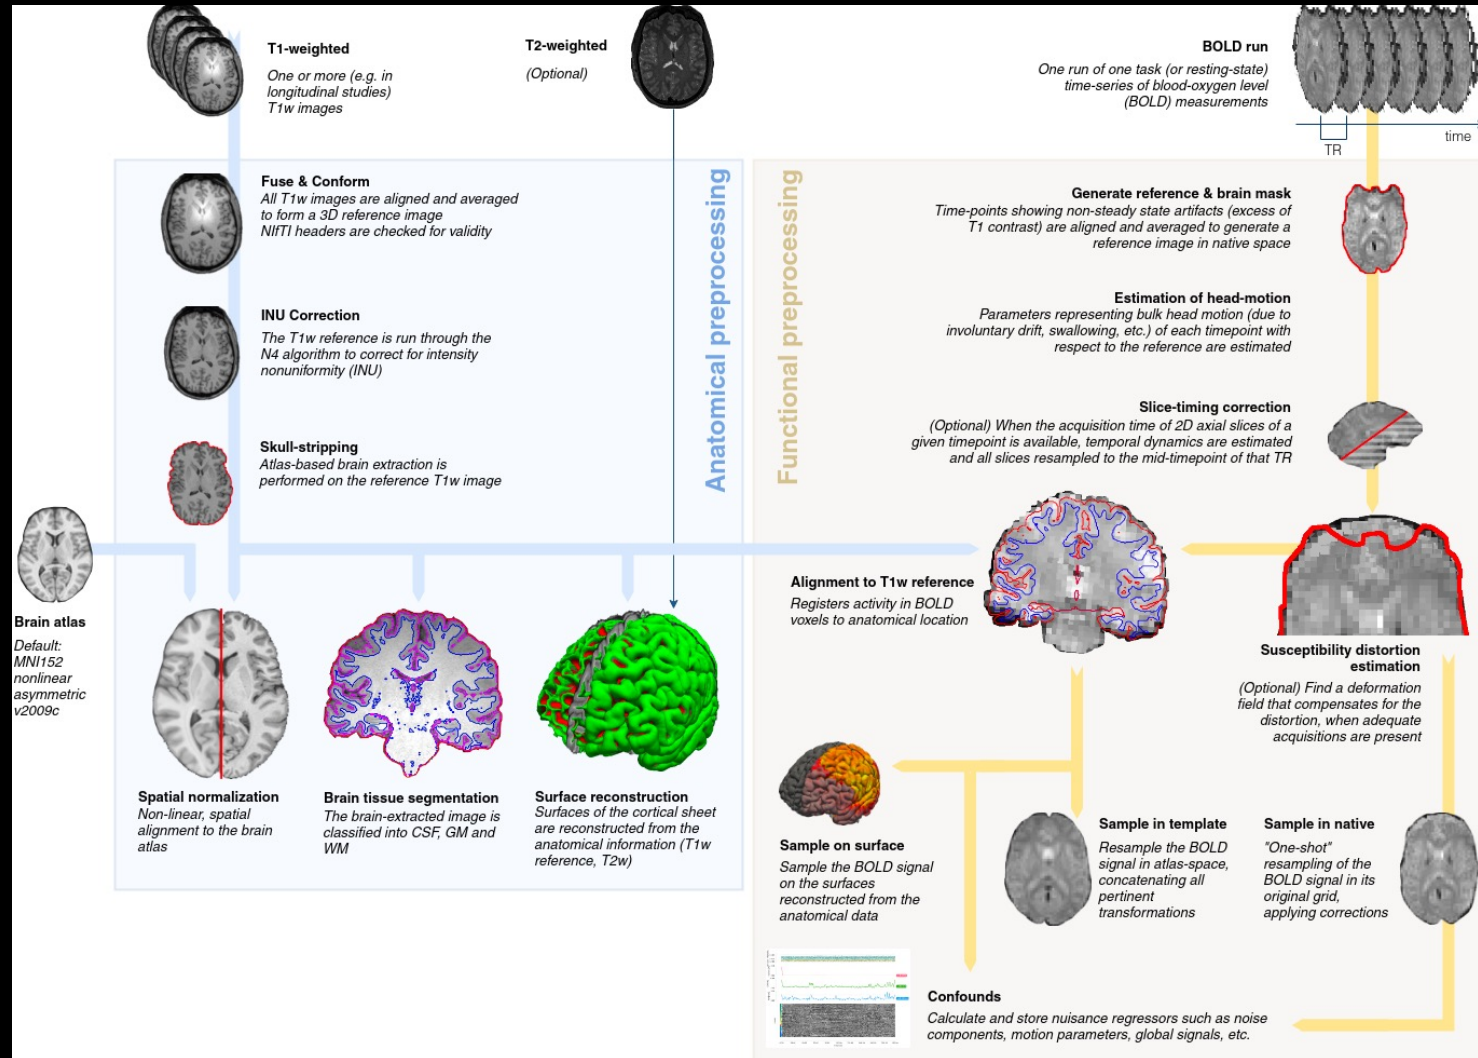 T1-weighted
One or more (e.g. in
longitudinal studies)
T1w images
T2-weighted
(Optional)
BOLD run
One run of one task (or resting-state)
time-series of blood-oxygen level
(BOLD) measurements
time
TR
Anatomical preprocessing
Fuse & Conform
All T1w images are aligned and averaged
to form a 3D reference image
NIfTI headers are checked for validity
INU Correction
The T1w reference is run through the
N4 algorithm to correct for intensity
nonuniformity (INU)
Skull-stripping
Atlas-based brain extraction is
performed on the reference T1w image
Brain atlas
Default:
MNI152
nonlinear
asymmetric
v2009c
Spatial normalization
Non-linear, spatial
alignment to the brain
atlas
Brain tissue segmentation
The brain-extracted image is
classified into CSF, GM and
WM
Surface reconstruction
Surfaces of the cortical sheet
are reconstructed from the
anatomical information (T1w
reference, T2w)
Functional preprocessing
Generate reference & brain mask
Time-points showing non-steady state artifacts (excess of
T1 contrast) are aligned and averaged to generate a
reference image in native space
Estimation of head-motion
Parameters representing bulk head motion (due to
involuntary drift, swallowing, etc.) of each timepoint with
respect to the reference are estimated
Slice-timing correction
(Optional) When the acquisition time of 2D axial slices of a
given timepoint is available, temporal dynamics are estimated
and all slices resampled to the mid-timepoint of that TR
Alignment to T1w reference
Registers activity in BOLD
voxels to anatomical location
Susceptibility distortion
estimation
(Optional) Find a deformation
field that compensates for the
distortion, when adequate
acquisitions are present
Sample on surface
Sample the BOLD signal
on the surfaces
reconstructed from the
anatomical data
Sample in template
Resample the BOLD
signal in atlas-space,
concatenating all
pertinent
transformations
Sample in native
"One-shot"
resampling of the
BOLD signal in its
original grid,
applying corrections
Confounds
Calculate and store nuisance regressors such as noise
components, motion parameters, global signals, etc.